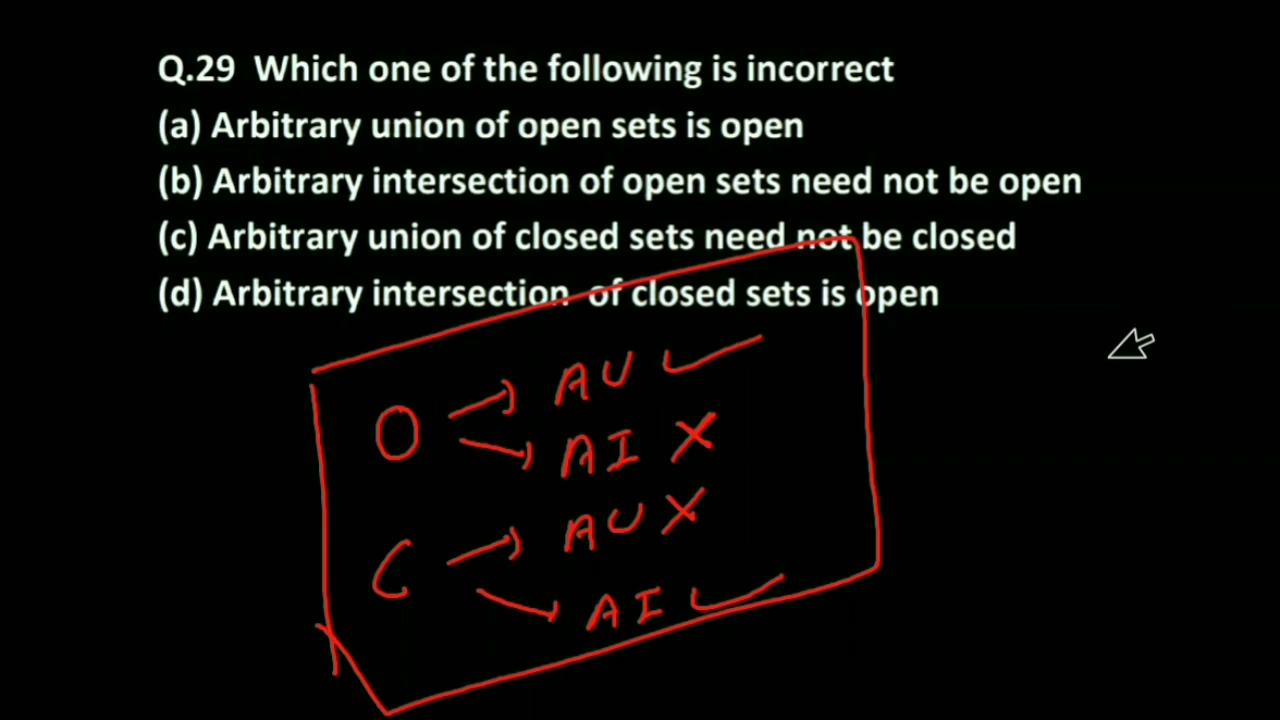 Q.29 Which one of the following is incorrect
(a) Arbitrary union of open sets is open
(b) Arbitrary intersection of open sets need not be open
(c) Arbitrary union of closed sets need not be closed
(d) Arbitrary intersection of closed sets is open
O → AU ✓
→ AI X
C → AU X
→ AI ✓